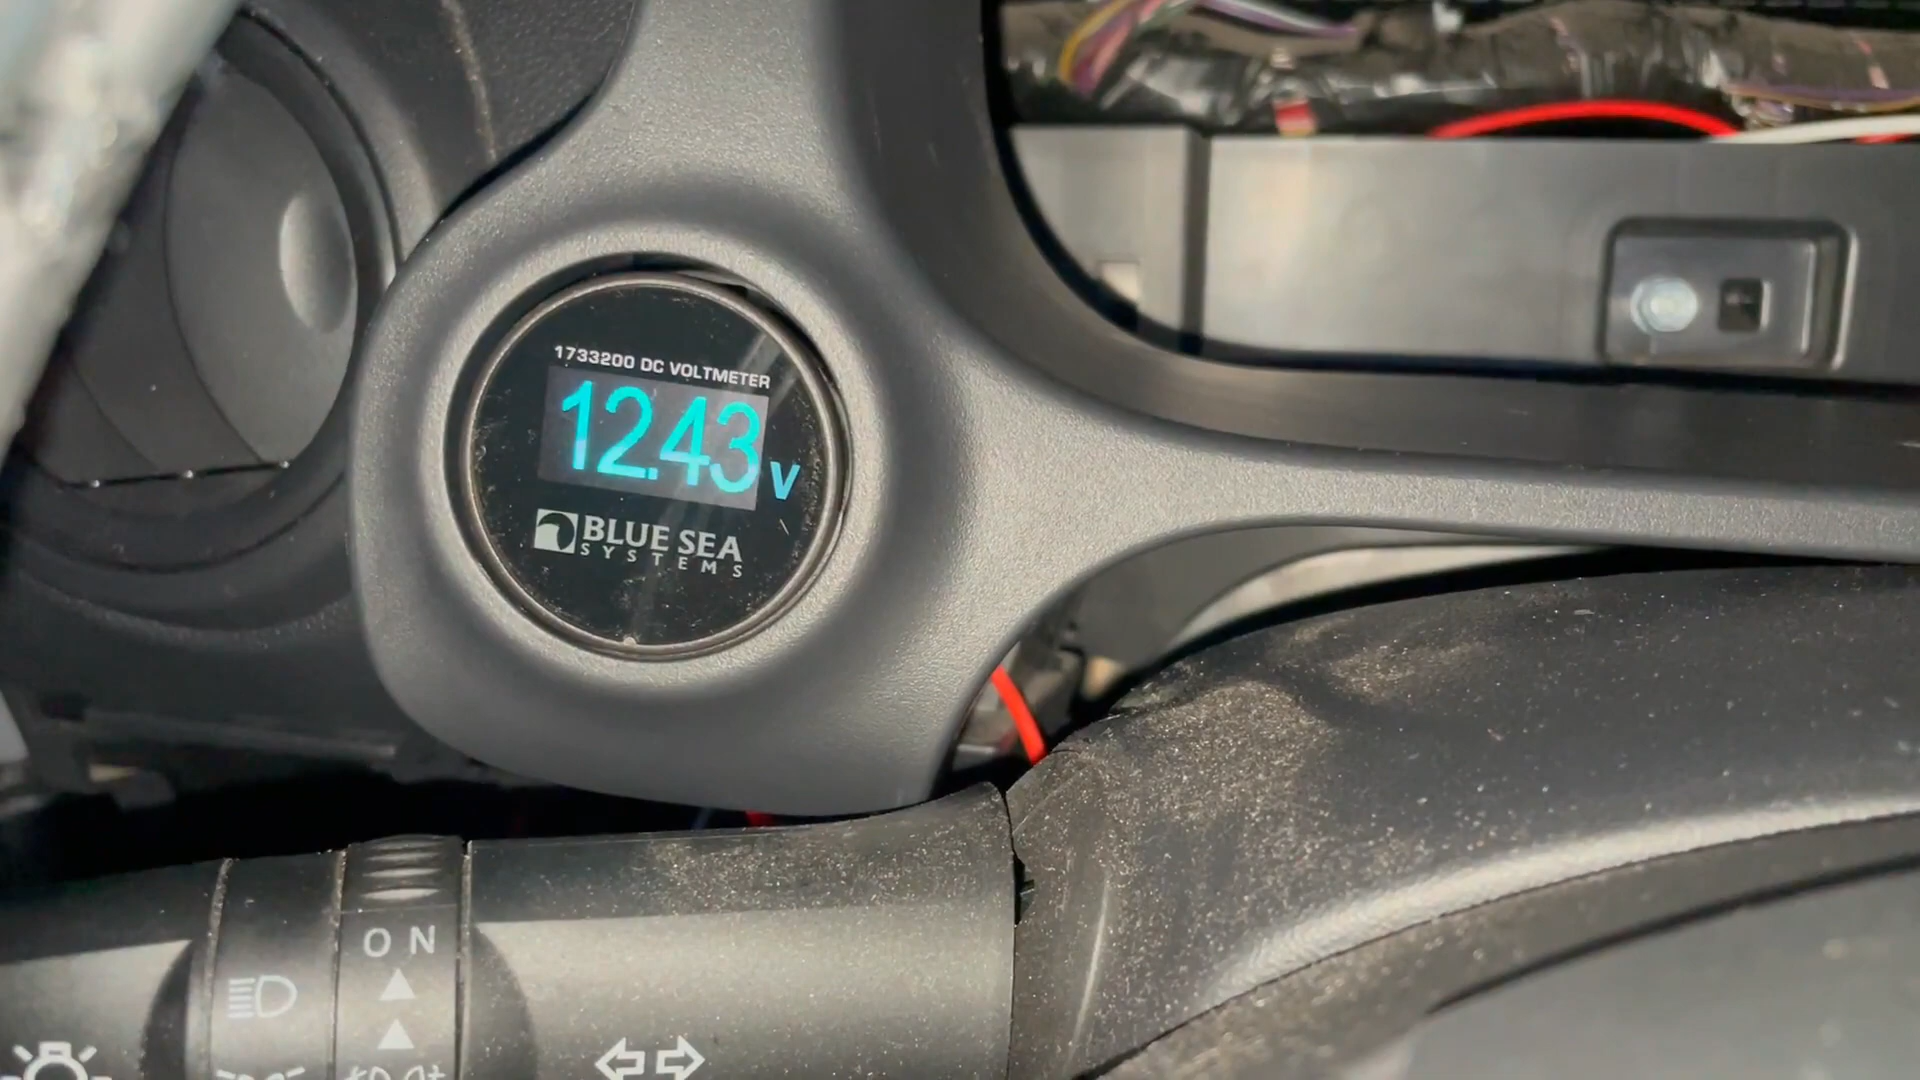 1733200 DC VOLTMETER
12.43 V
BLUE SEA
SYSTEMS
ON